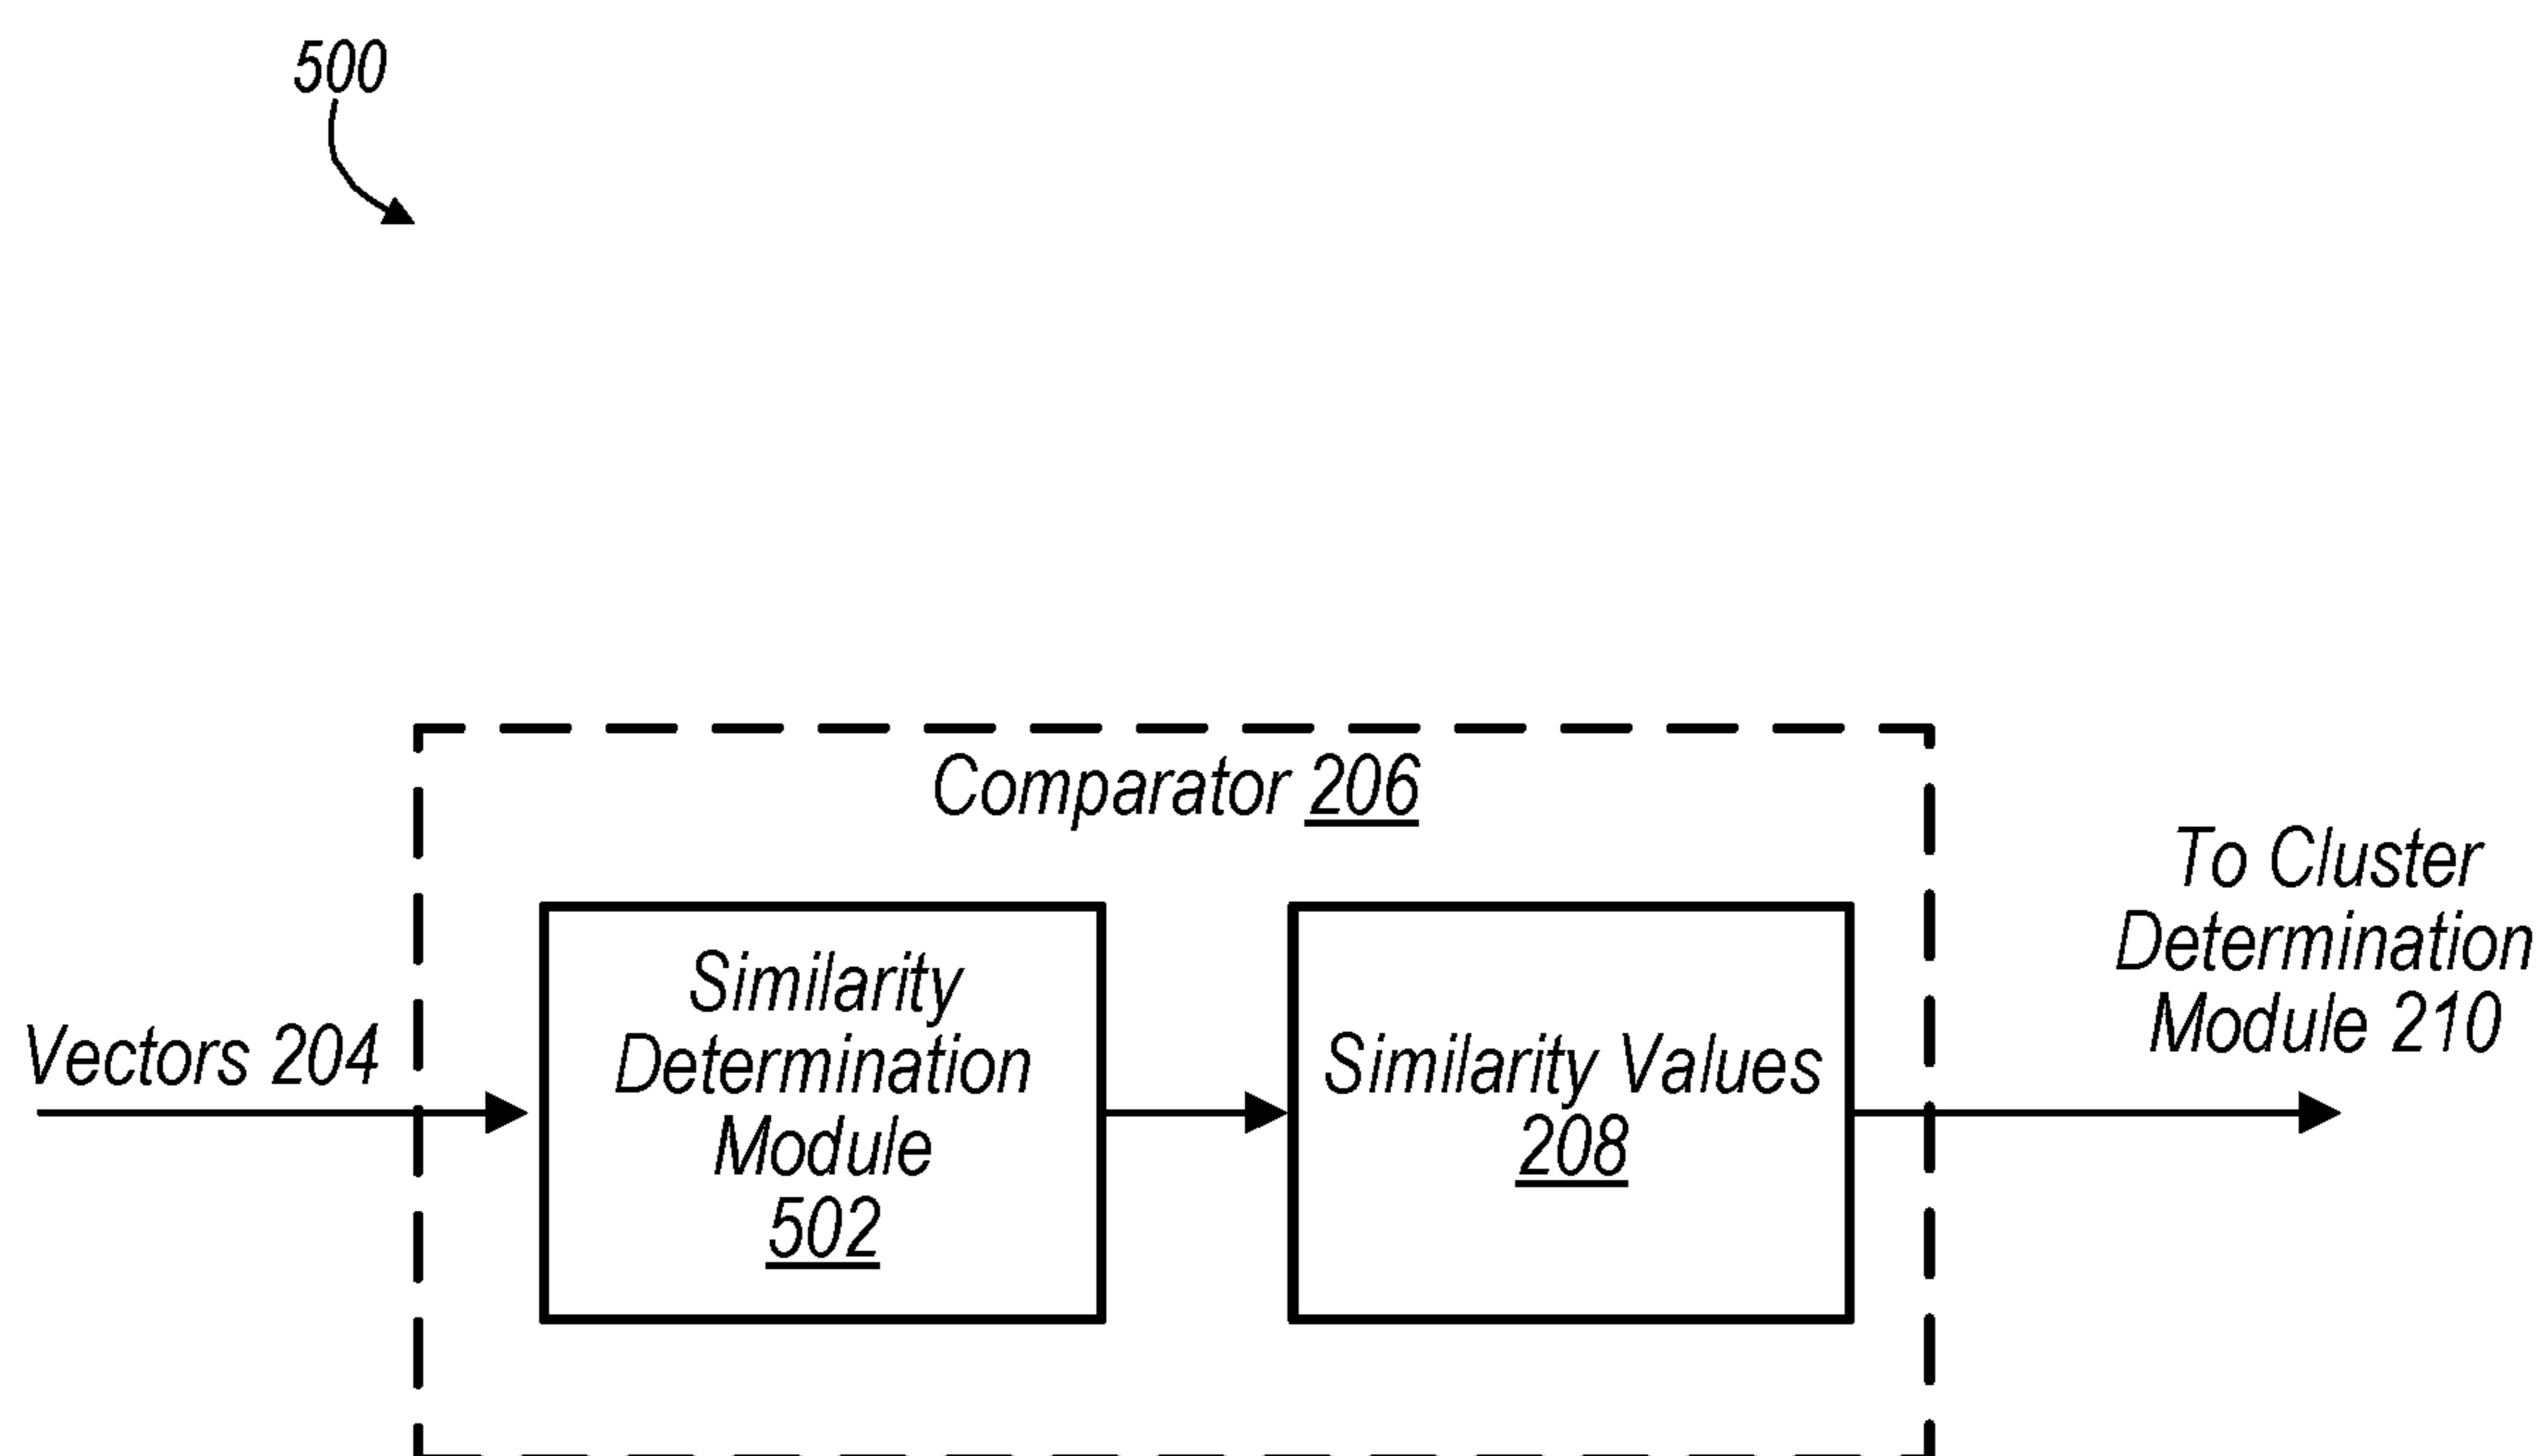 500
Comparator 206
To Cluster
Determination
Module 210
Vectors 204
Similarity
Determination
Module
502
Similarity Values
208